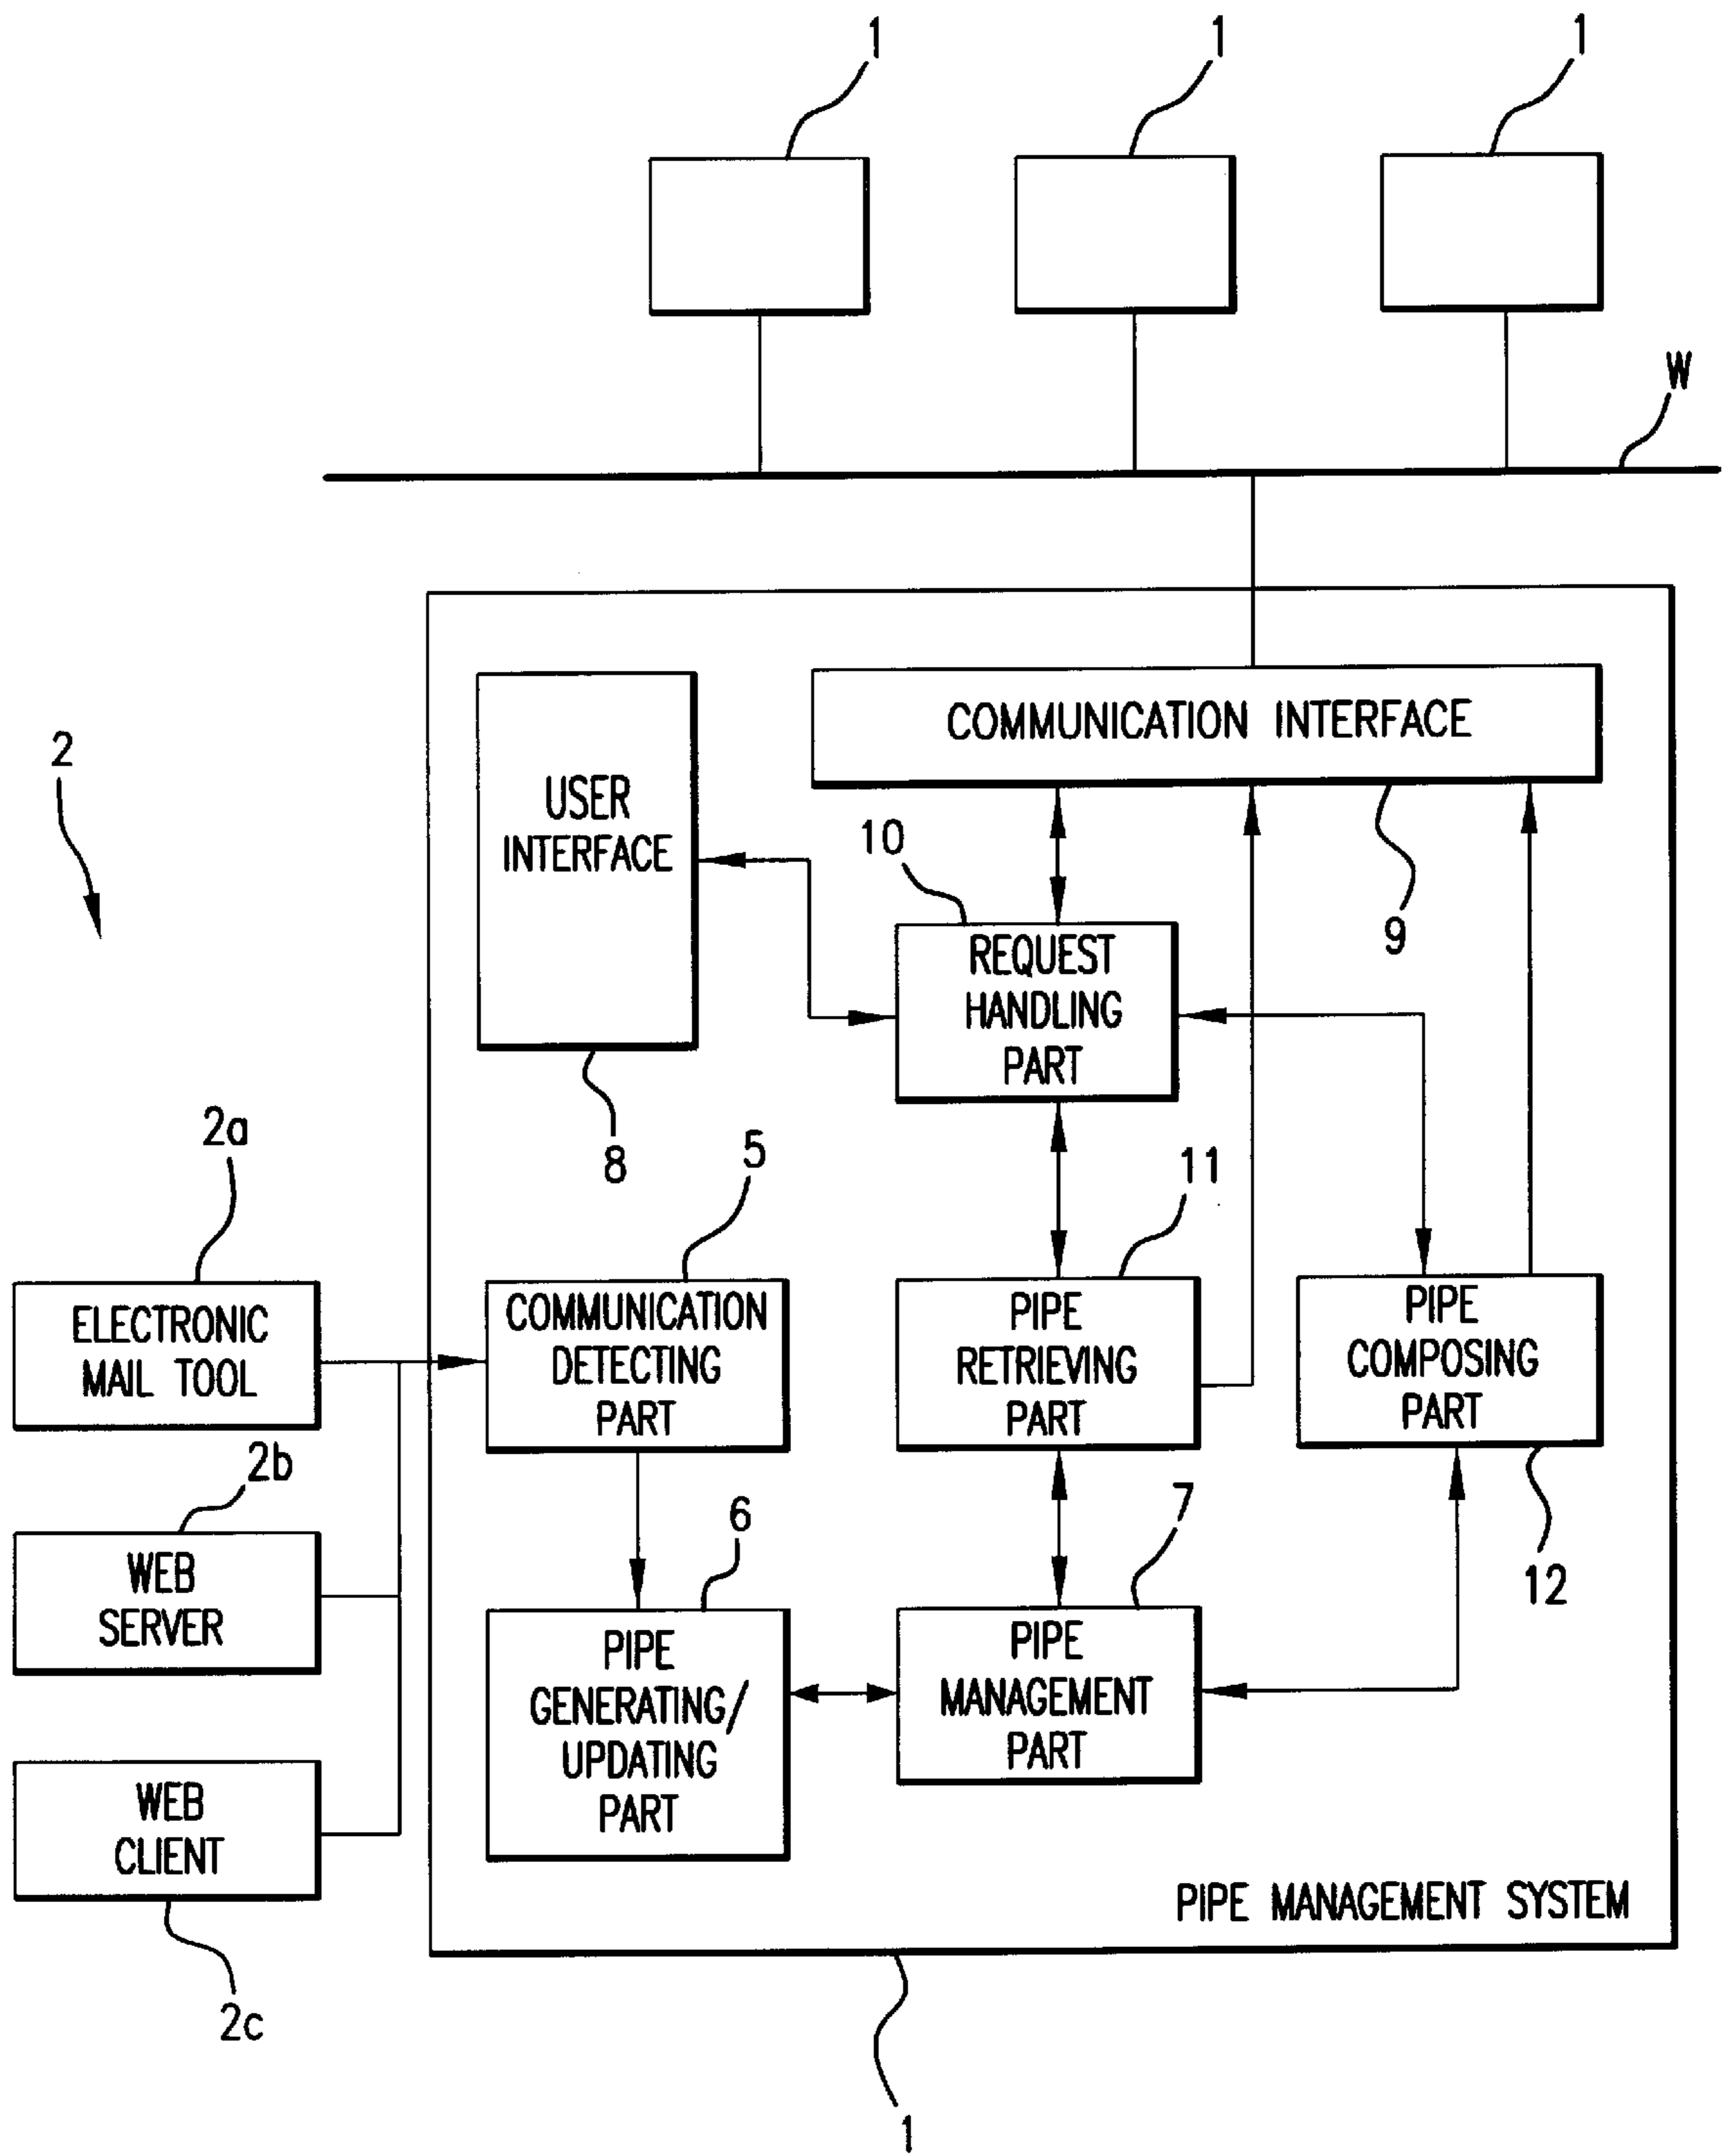 1
1
1
W
COMMUNICATION INTERFACE
2
USER
INTERFACE
10
9
REQUEST
HANDLING
PART
8
2a
5
11
ELECTRONIC
MAIL TOOL
COMMUNICATION
DETECTING
PART
PIPE
RETRIEVING
PART
PIPE
COMPOSING
PART
2b
6
7
12
WEB
SERVER
PIPE
GENERATING/
UPDATING
PART
PIPE
MANAGEMENT
PART
WEB
CLIENT
PIPE MANAGEMENT SYSTEM
2c
1